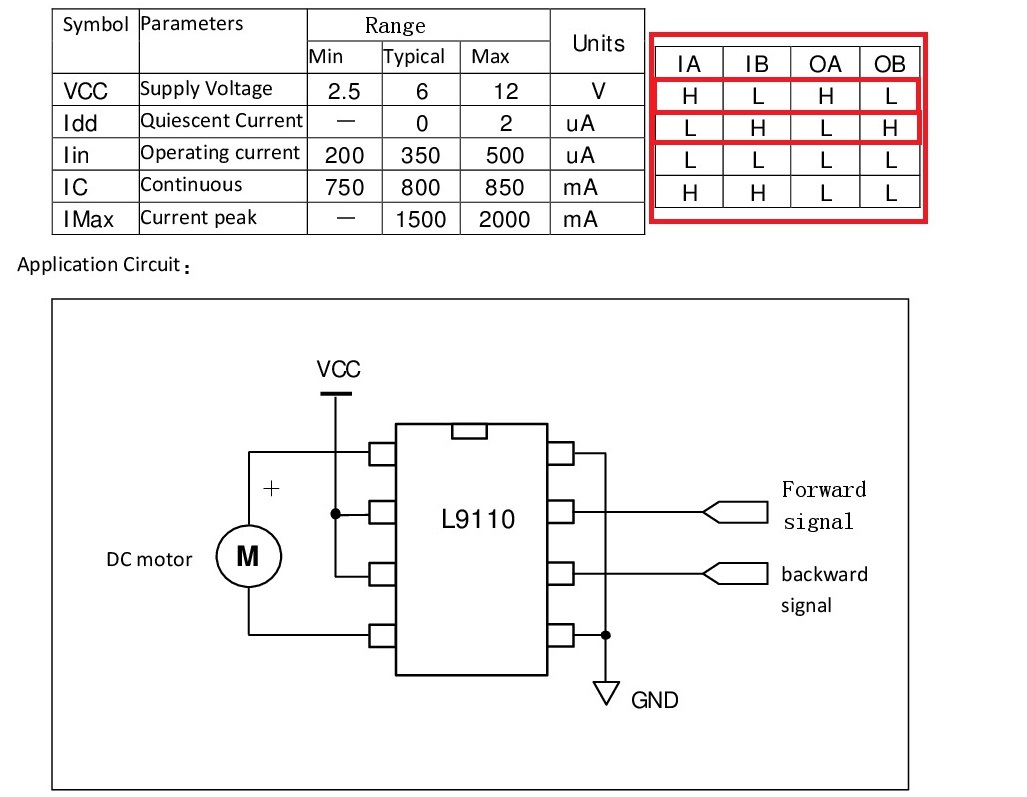 Symbol Parameters Range Units
Min Typical Max
VCC Supply Voltage 2.5 6 12 V
Idd Quiescent Current — 0 2 uA
Iin Operating current 200 350 500 uA
IC Continuous 750 800 850 mA
IMax Current peak — 1500 2000 mA
IA IB OA OB
H L H L
L H L H
L L L L
H H L L
Application Circuit：
VCC
+
L9110
DC motor
M
Forward
signal
backward
signal
GND